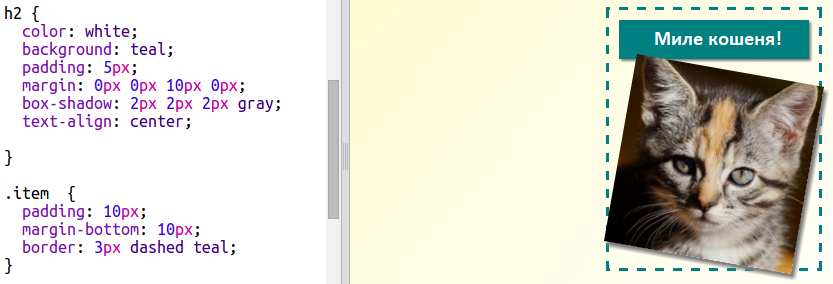 h2 {
color: white;
background: teal;
padding: 5px;
margin: 0px 0px 10px 0px;
box-shadow: 2px 2px 2px gray;
text-align: center;
}
.item  {
padding: 10px;
margin-bottom: 10px;
border: 3px dashed teal;
}
Миле кошеня!